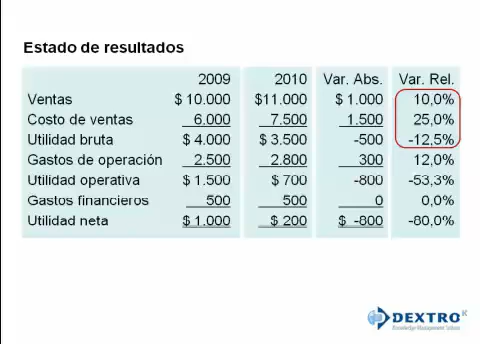 Estado de resultados
2009 2010 Var. Abs. Var. Rel.
Ventas $ 10.000 $11.000 $ 1.000 10,0%
Costo de ventas 6.000 7.500 1.500 25,0%
Utilidad bruta $ 4.000 $ 3.500 -500 -12,5%
Gastos de operación 2.500 2.800 300 12.0%
Utilidad operativa $ 1.500 $ 700 -800 -53,3%
Gastos financieros 500 500 0 0,0%
Utilidad neta $ 1.000 $ 200 $ -800 -80,0%
DEXTRO K